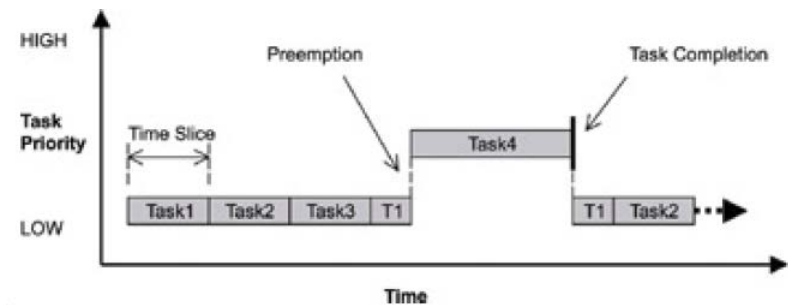 HIGH
Preemption
Task Completion
Task
Priority
Time Slice
Task4
Task1 Task2 Task3 T1
T1 Task2
LOW
Time